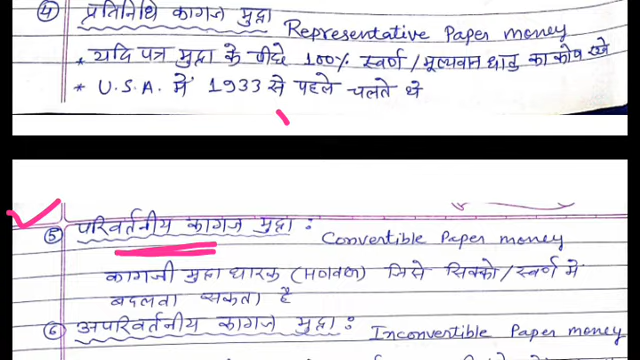 ④ प्रतिनिधि कागज मुद्रा Representative Paper money
* यदि पत्र मुद्रा के पीछे 100% स्वर्ण / मूल्यवान धातु का कोष रखे
* U.S.A. में 1933 से पहले चलते थे
⑤ परिवर्तनीय कागज मुद्रा : Convertible Paper money
कागजी मुद्रा धारक जिसे सिक्को / स्वर्ण में
बदलता सकता है
⑥ अपरिवर्तनीय कागज मुद्रा : Inconvertible Paper money